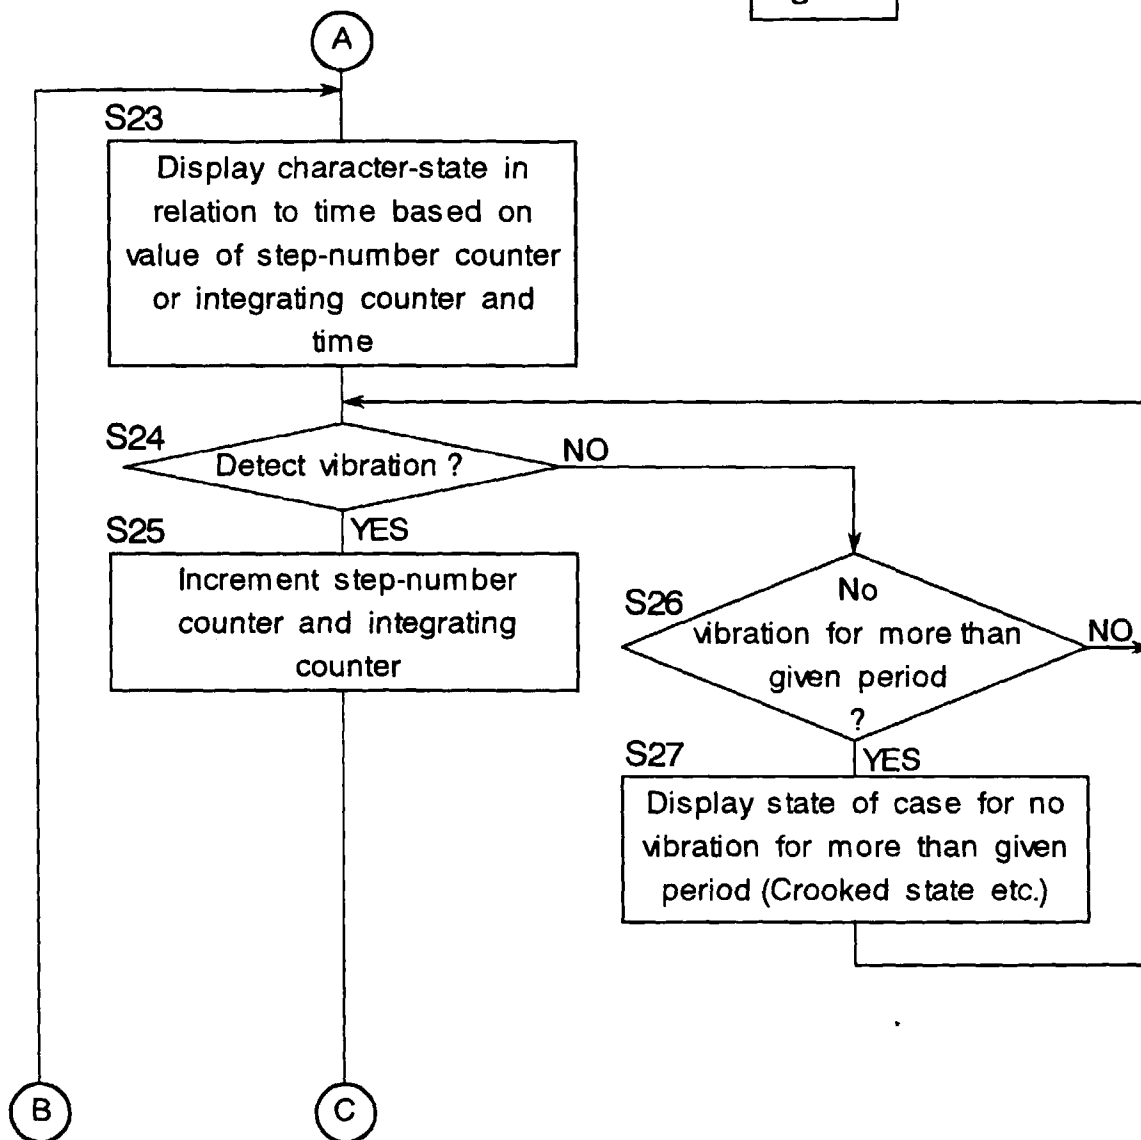 A
S23
Display character-state in
relation to time based on
value of step-number counter
or integrating counter and
time
S24
Detect vibration ?
NO
S25
YES
Increment step-number
counter and integrating
counter
S26
No
vibration for more than
given period
?
NO
S27
YES
Display state of case for no
vibration for more than given
period (Crooked state etc.)
B
C